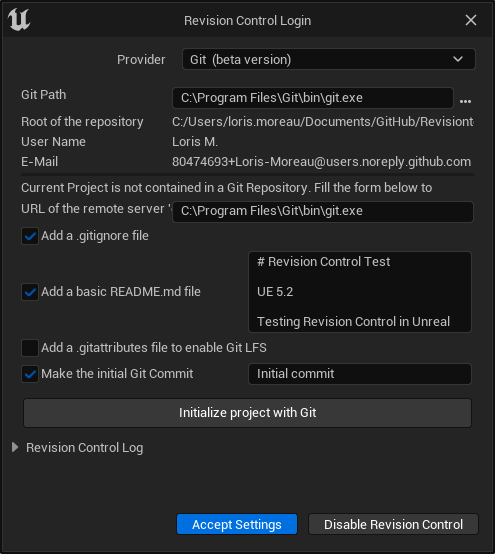 Revision Control Login
Provider Git (beta version)
Git Path C:\Program Files\Git\bin\git.exe ...
Root of the repository C:/Users/loris.moreau/Documents/GitHub/Revisiont
User Name Loris M.
E-Mail 80474693+Loris-Moreau@users.noreply.github.com
Current Project is not contained in a Git Repository. Fill the form below to
URL of the remote server ' C:\Program Files\Git\bin\git.exe
Add a .gitignore file
# Revision Control Test
UE 5.2
Add a basic README.md file
Testing Revision Control in Unreal
Add a .gitattributes file to enable Git LFS
Make the initial Git Commit Initial commit
Initialize project with Git
Revision Control Log
Accept Settings Disable Revision Control